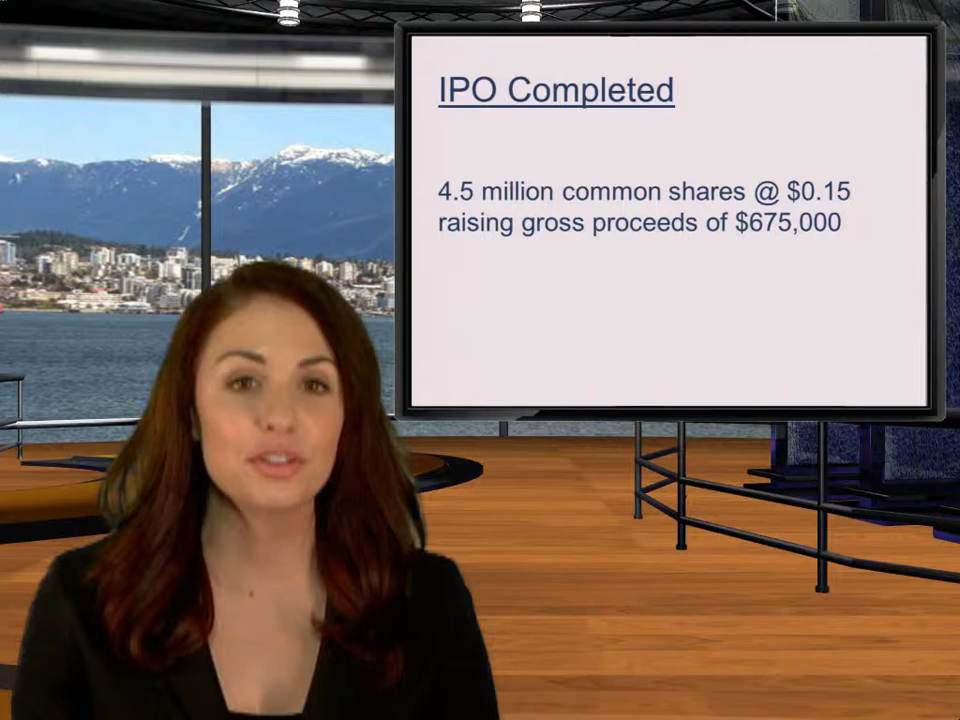 IPO Completed
4.5 million common shares @ $0.15
raising gross proceeds of $675,000